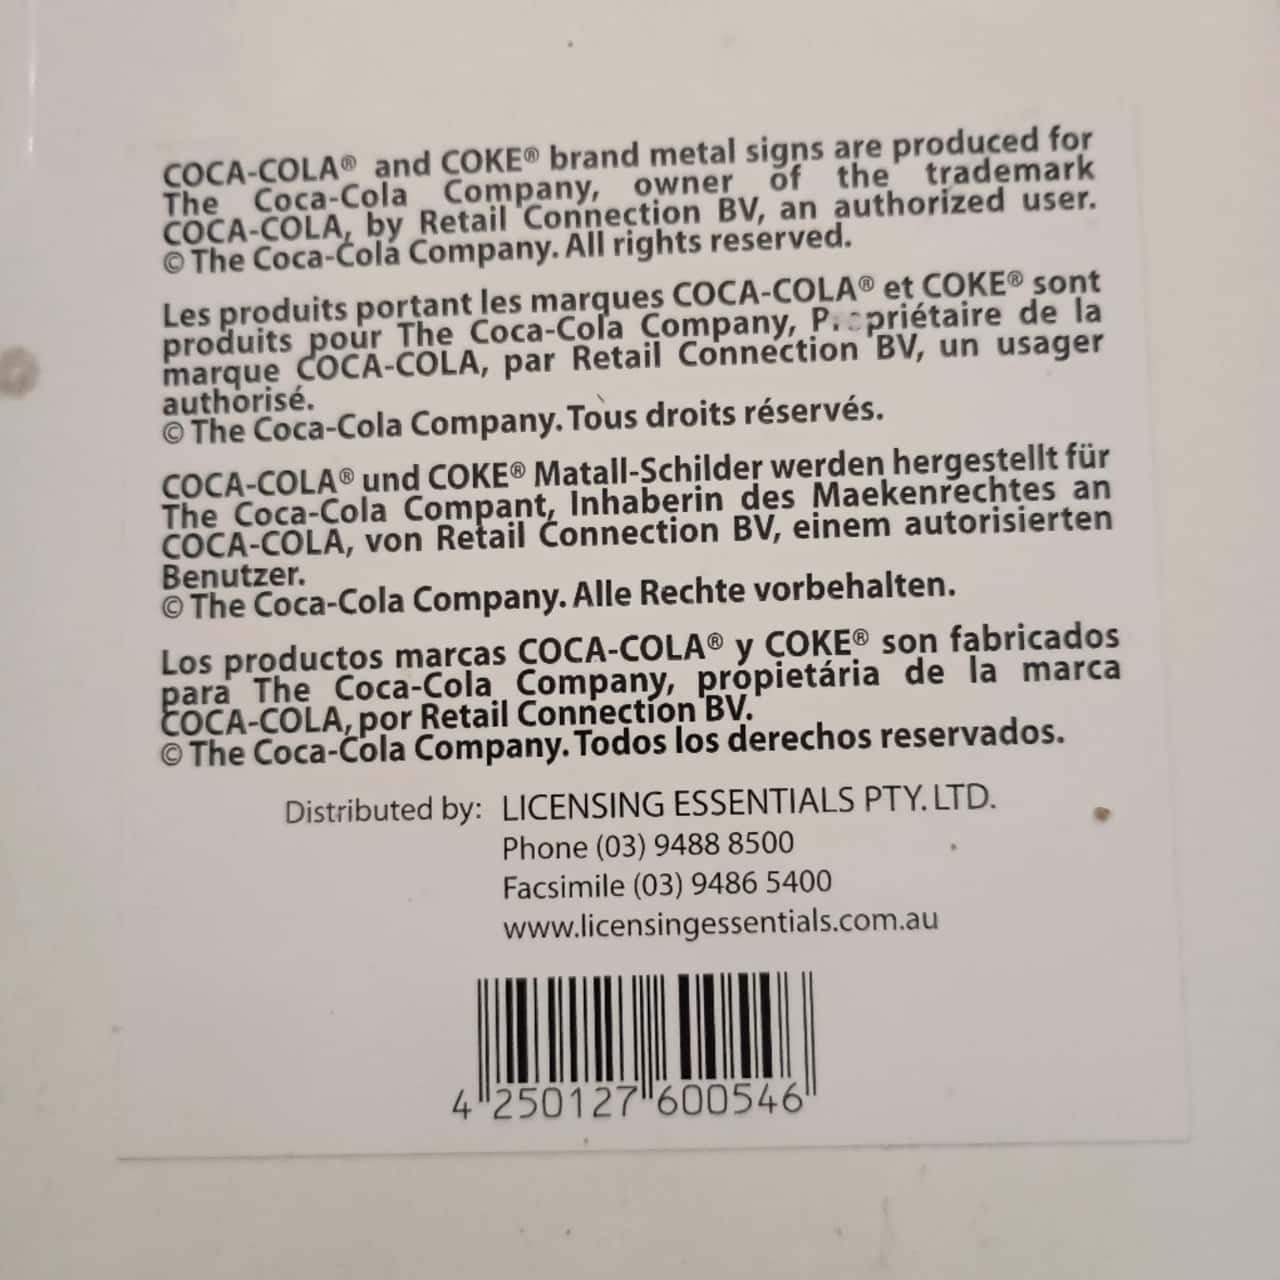 COCA-COLA® and COKE® brand metal signs are produced for
The Coca-Cola Company, owner of the trademark
COCA-COLA, by Retail Connection BV, an authorized user.
© The Coca-Cola Company. All rights reserved.
Les produits portant les marques COCA-COLA® et COKE® sont
produits pour The Coca-Cola Company, Propriétaire de la
marque COCA-COLA, par Retail Connection BV, un usager
authorisé.
© The Coca-Cola Company. Tous droits réservés.
COCA-COLA® und COKE® Matall-Schilder werden hergestellt für
The Coca-Cola Compant, Inhaberin des Maekenrechtes an
COCA-COLA, von Retail Connection BV, einem autorisierten
Benutzer.
© The Coca-Cola Company. Alle Rechte vorbehalten.
Los productos marcas COCA-COLA® y COKE® son fabricados
para The Coca-Cola Company, propietária de la marca
COCA-COLA, por Retail Connection BV.
© The Coca-Cola Company. Todos los derechos reservados.
Distributed by: LICENSING ESSENTIALS PTY. LTD.
Phone (03) 9488 8500
Facsimile (03) 9486 5400
www.licensingessentials.com.au
4 250127 600546